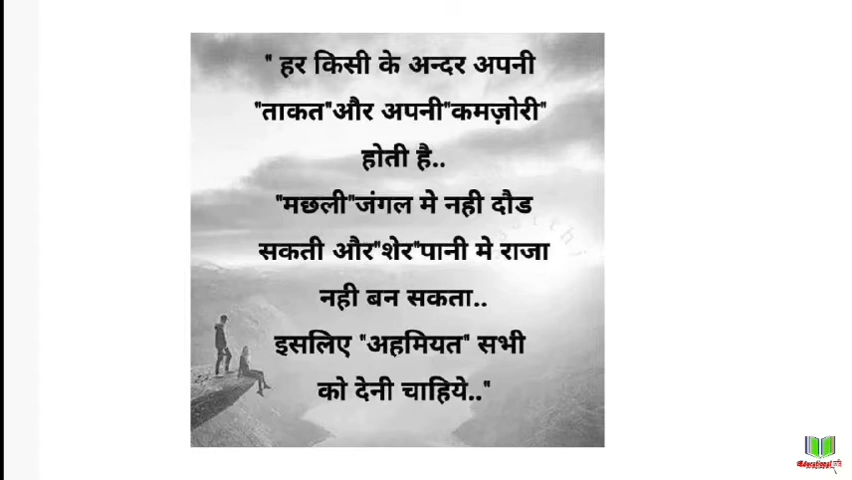 " हर किसी के अन्दर अपनी
"ताकत"और अपनी"कमज़ोरी"
होती है..
"मछली"जंगल मे नही दौड
सकती और"शेर"पानी मे राजा
नही बन सकता..
इसलिए "अहमियत" सभी
को देनी चाहिये.."